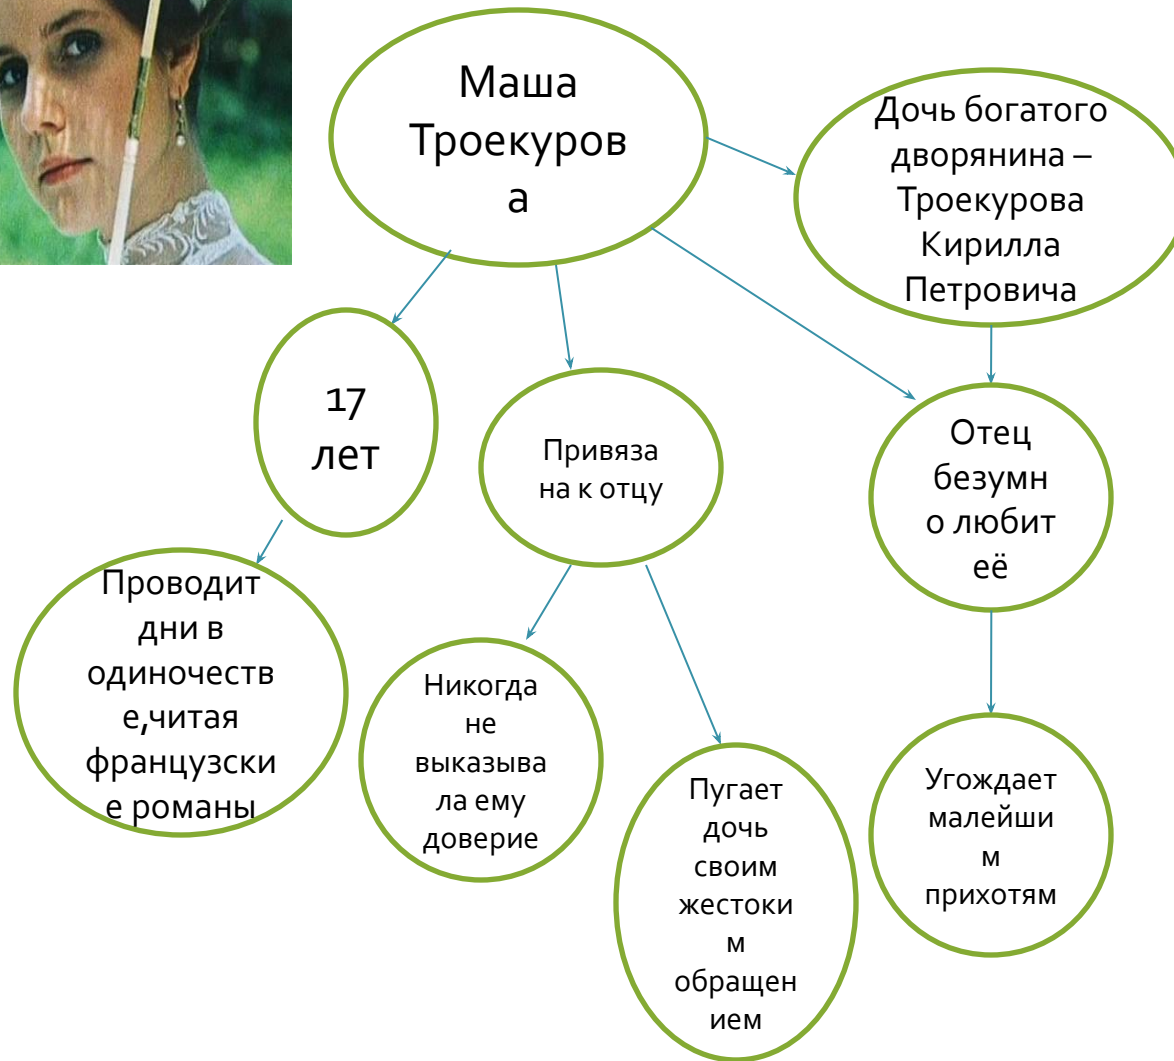 Маша
Троекуров
а
Дочь богатого
дворянина –
Троекурова
Кирилла
Петровича
17
лет
Привяза
на к отцу
Отец
безумн
о любит
её
Проводит
дни в
одиночеств
е,читая
французски
е романы
Никогда
не
выказыва
ла ему
доверие
Пугает
дочь
своим
жестоки
м
обращен
ием
Угождает
малейши
м
прихотям